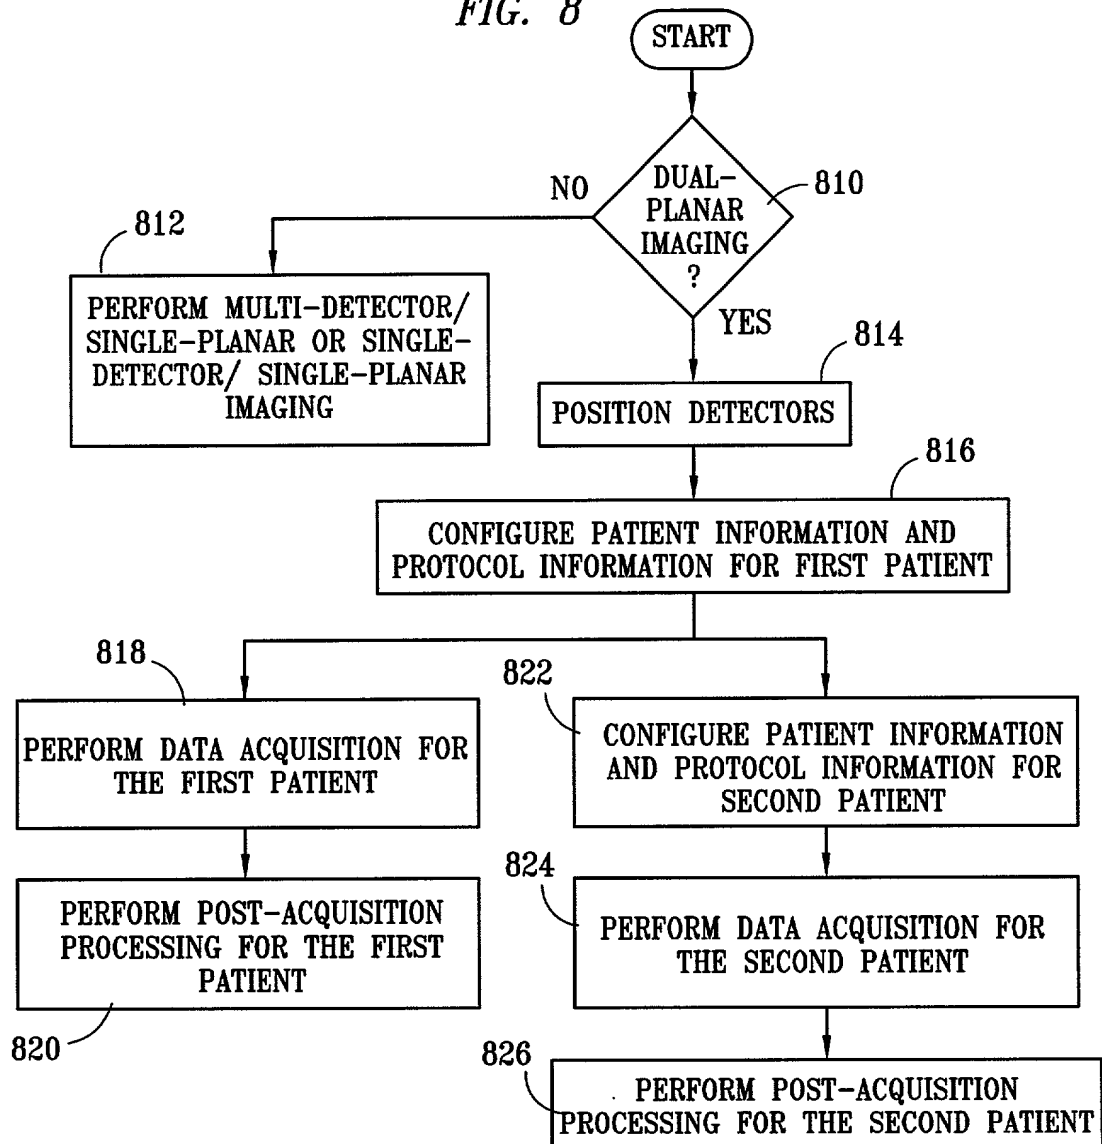 FIG. 8
START
DUAL-
PLANAR
IMAGING
?
810
NO
YES
812
PERFORM MULTI-DETECTOR/
SINGLE-PLANAR OR SINGLE-
DETECTOR/ SINGLE-PLANAR
IMAGING
814
POSITION DETECTORS
816
CONFIGURE PATIENT INFORMATION AND
PROTOCOL INFORMATION FOR FIRST PATIENT
818
PERFORM DATA ACQUISITION FOR
THE FIRST PATIENT
822
CONFIGURE PATIENT INFORMATION
AND PROTOCOL INFORMATION FOR
SECOND PATIENT
PERFORM POST-ACQUISITION
PROCESSING FOR THE FIRST
PATIENT
820
824
PERFORM DATA ACQUISITION FOR
THE SECOND PATIENT
826
PERFORM POST-ACQUISITION
PROCESSING FOR THE SECOND PATIENT